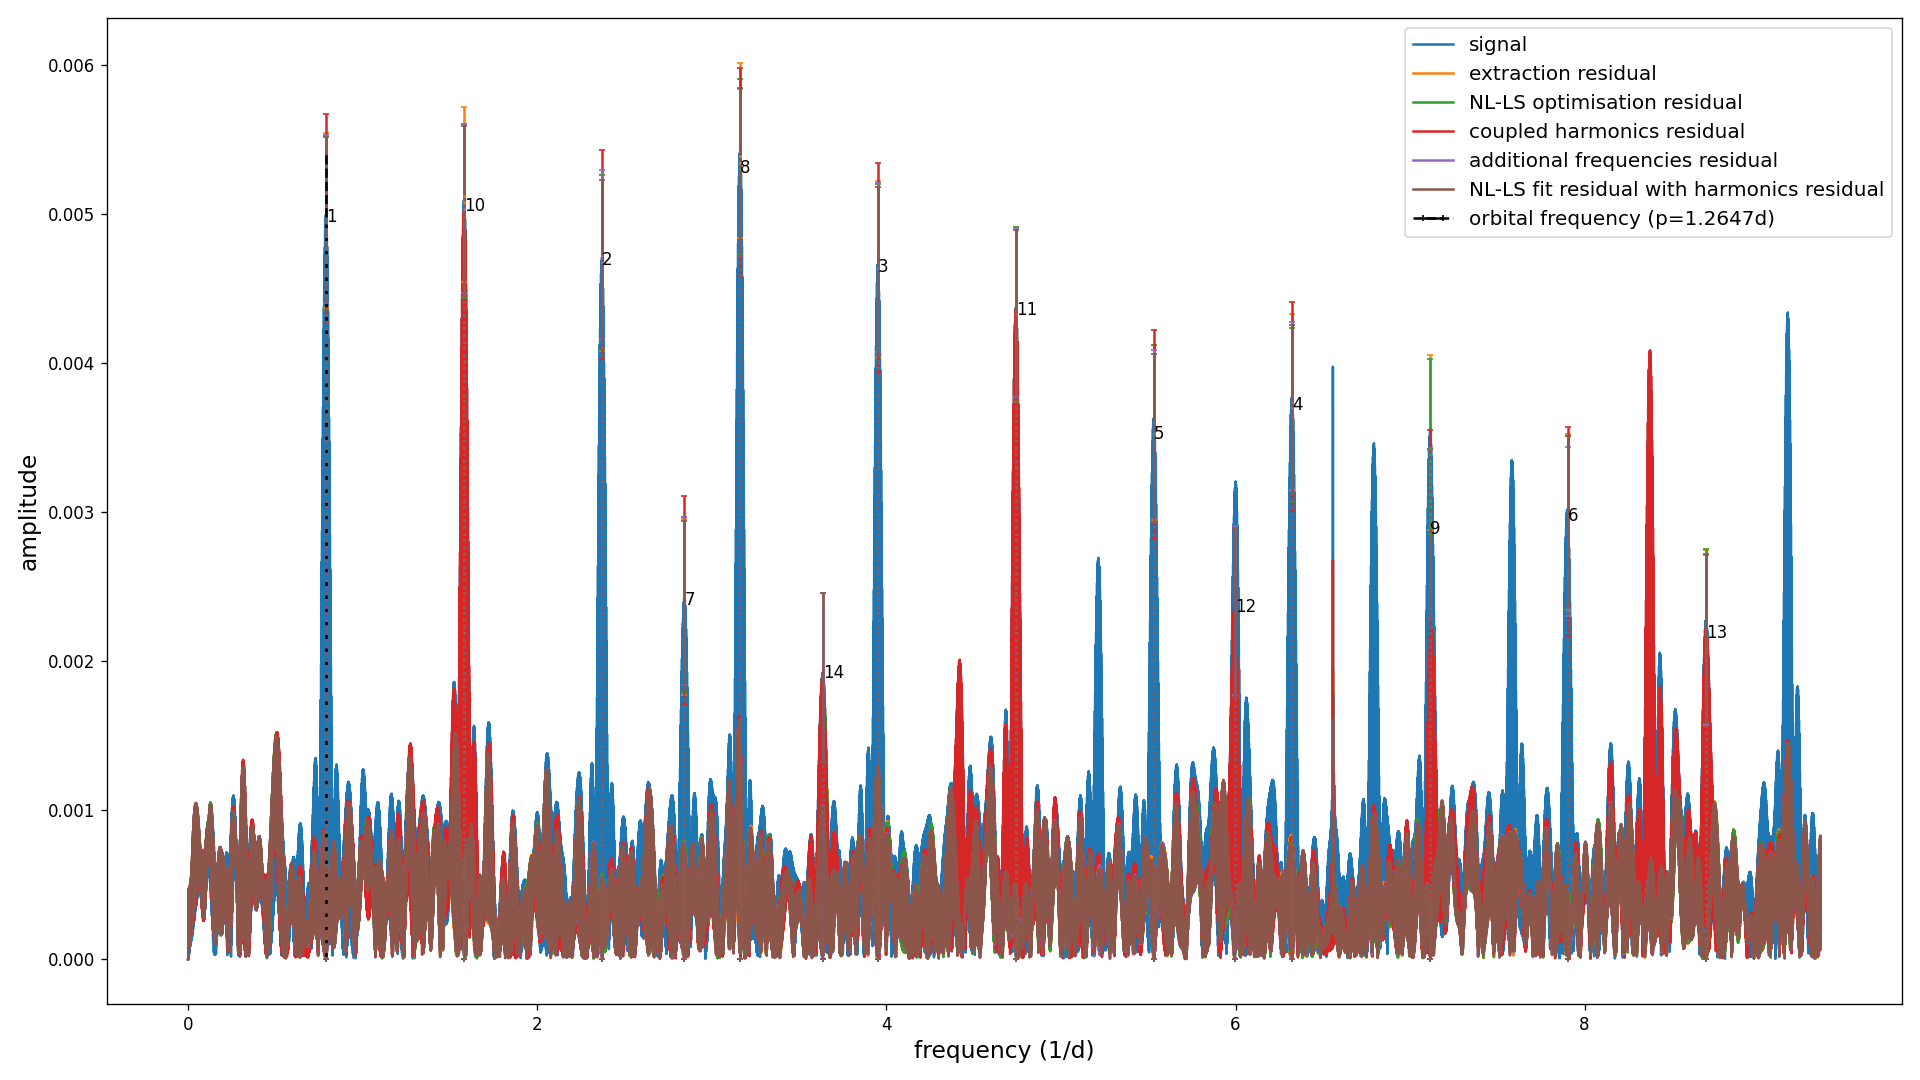 signal
extraction residual
NL-LS optimisation residual
coupled harmonics residual
additional frequencies residual
NL-LS fit residual with harmonics residual
orbital frequency (p=1.2647d)
amplitude
0.006
0.005
0.004
0.003
0.002
0.001
0.000
1
10
2
8
3
11
5
4
9
6
7
14
12
13
0
2
4
6
8
frequency (1/d)